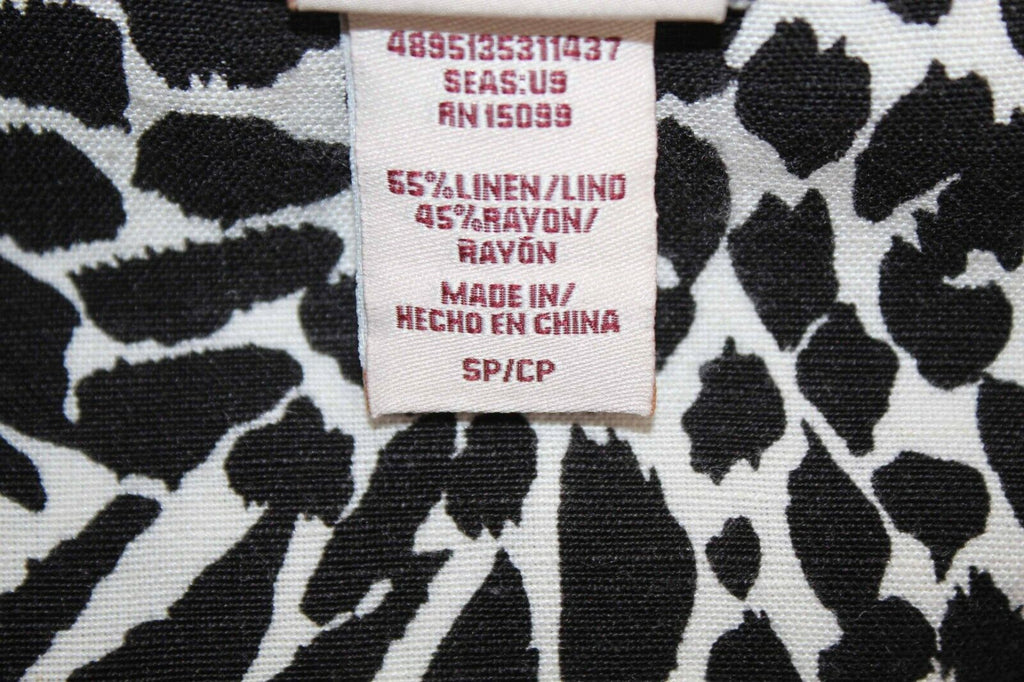 4895135311437
SEAS:U9
RN 15099
55%LINEN/LINO
45%RAYON/
RAYÓN
MADE IN/
HECHO EN CHINA
SP/CP